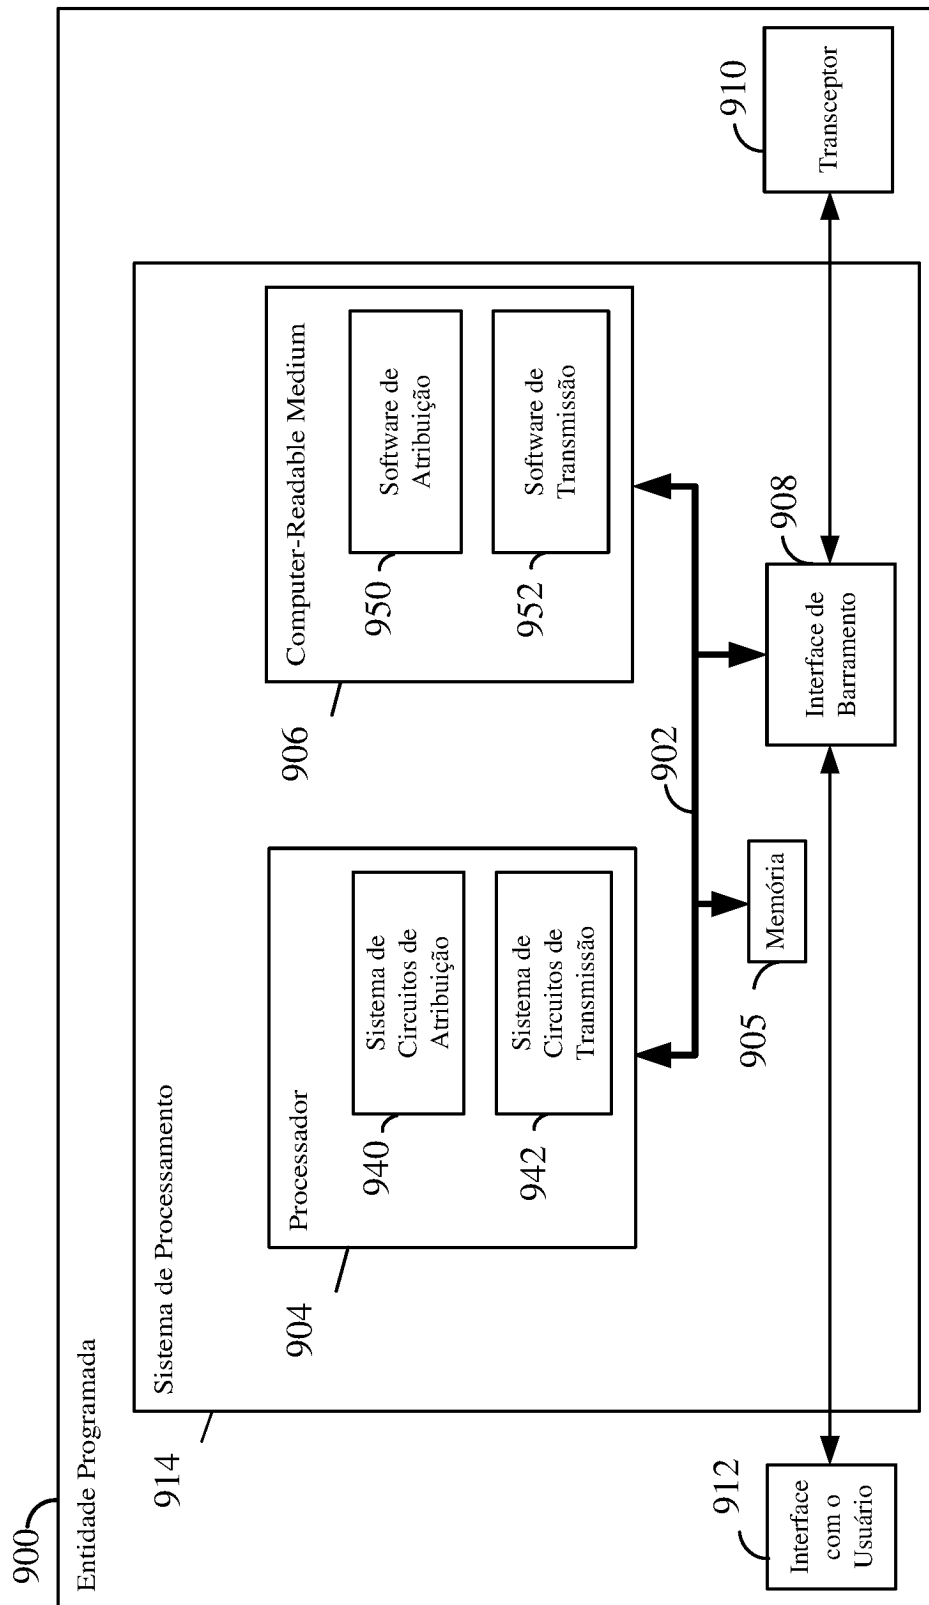 900
Entidade Programada
914
Sistema de Processamento
904
Processador
940
Sistema de
Circuitos de
Atribuição
942
Sistema de
Circuitos de
Transmissão
906
Computer-Readable Medium
950
Software de
Atribuição
952
Software de
Transmissão
902
905
Memória
908
Interface de
Barramento
912
Interface
com o
Usuário
910
Transceptor